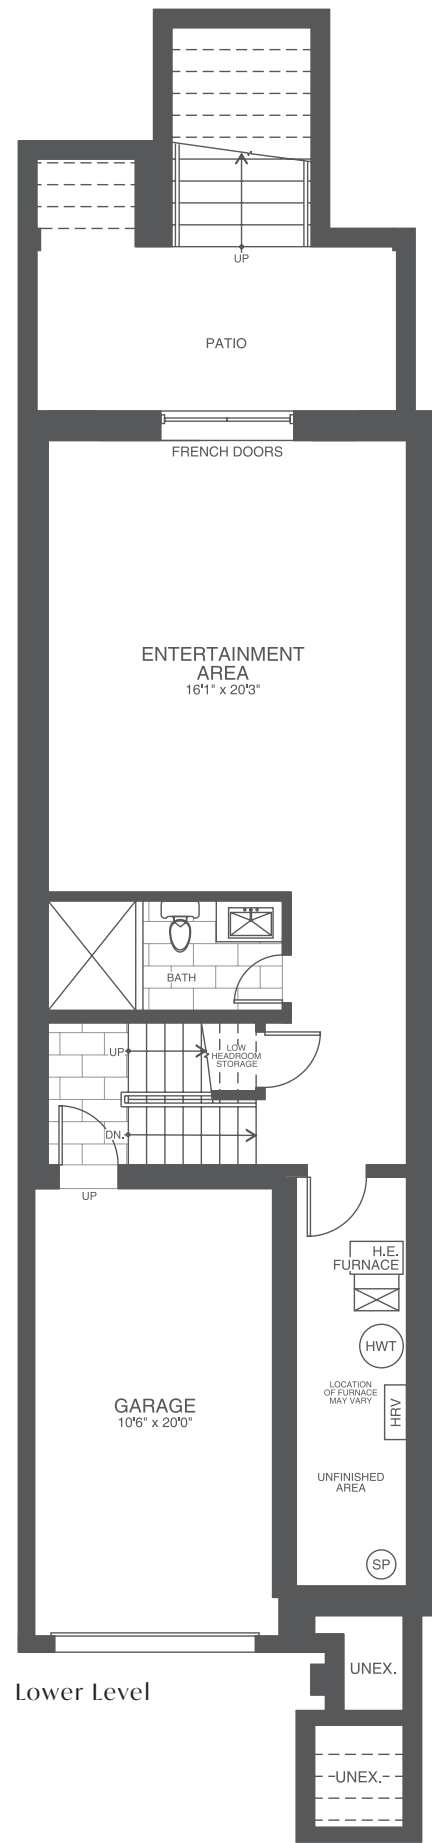 UP
PATIO
FRENCH DOORS
ENTERTAINMENT
AREA
16'1" x 20'3"
BATH
UP
LOW
HEADROOM
STORAGE
DN.
UP
H.E.
FURNACE
HWT
LOCATION
OF FURNACE
MAY VARY
HRV
GARAGE
10'6" x 20'0"
UNFINISHED
AREA
SP
UNEX.
Lower Level
UNEX.